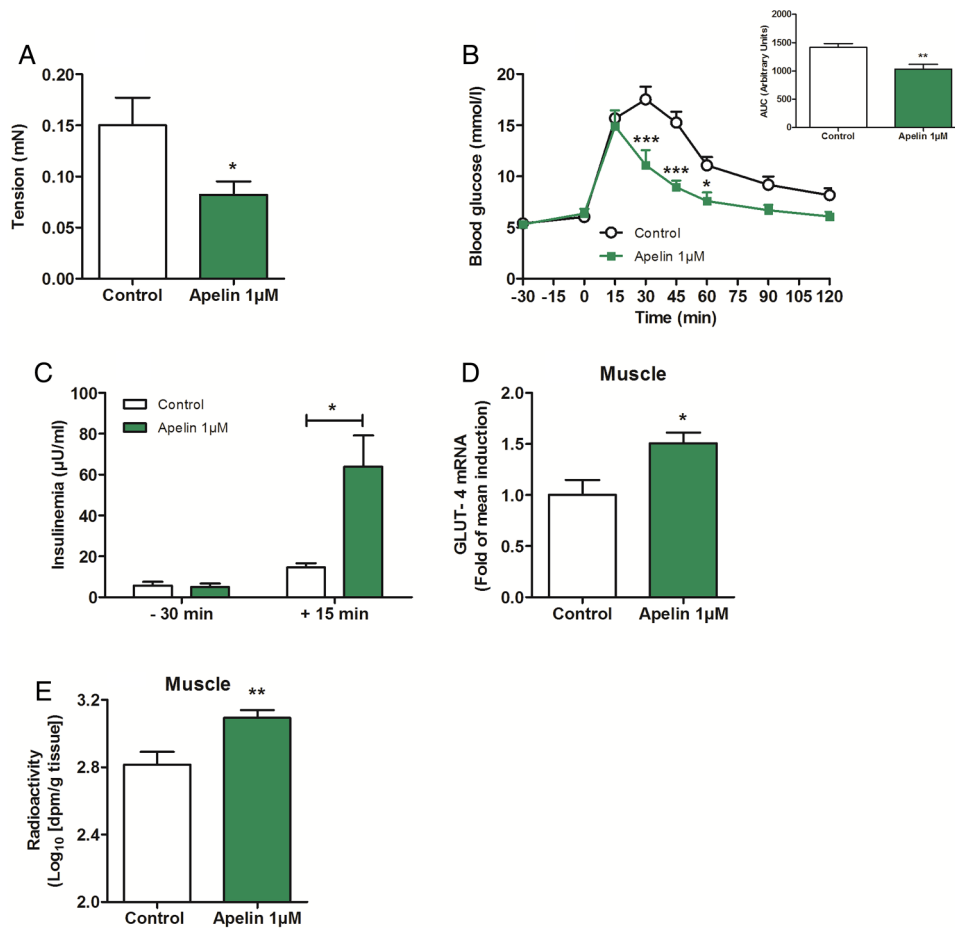 A
Tension (mN)
0.20
0.15
0.10
0.05
0.00
*
Control
Apelin 1µM
B
Blood glucose (mmol/l)
20
15
10
5
0
***
***
*
Control
Apelin 1µM
-30 -15 0 15 30 45 60 75 90 105 120
Time (min)
AUC (Arbitrary Units)
1500
1000
500
0
**
Control
Apelin 1µM
C
Insulinemia (µU/ml)
100
80
60
40
20
0
Control
Apelin 1µM
*
- 30 min
+ 15 min
D
Muscle
GLUT- 4 mRNA
(Fold of mean induction)
2.0
1.5
1.0
0.5
0.0
*
Control
Apelin 1µM
E
Muscle
Radioactivity
(Log10 [dpm/g tissue])
3.2
2.8
2.4
2.0
**
Control
Apelin 1µM